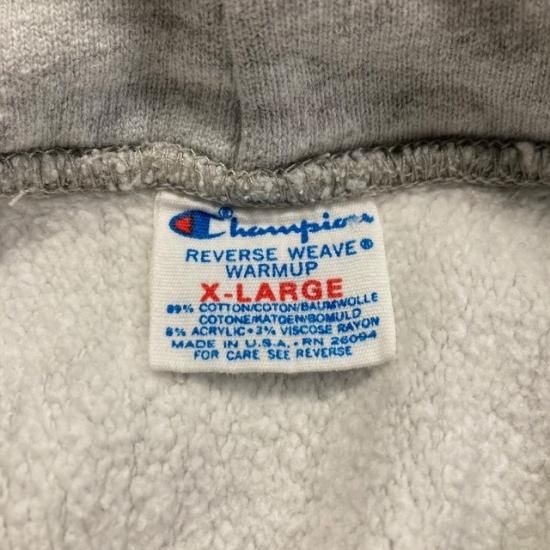 Champion
REVERSE WEAVE®
WARMUP
X-LARGE
89% COTTON/COTON/BAUMWOLLE
COTONE/KATOEN/BOMULD
8% ACRYLIC•3% VISCOSE RAYON
MADE IN U.S.A.•RN 26094
FOR CARE SEE REVERSE